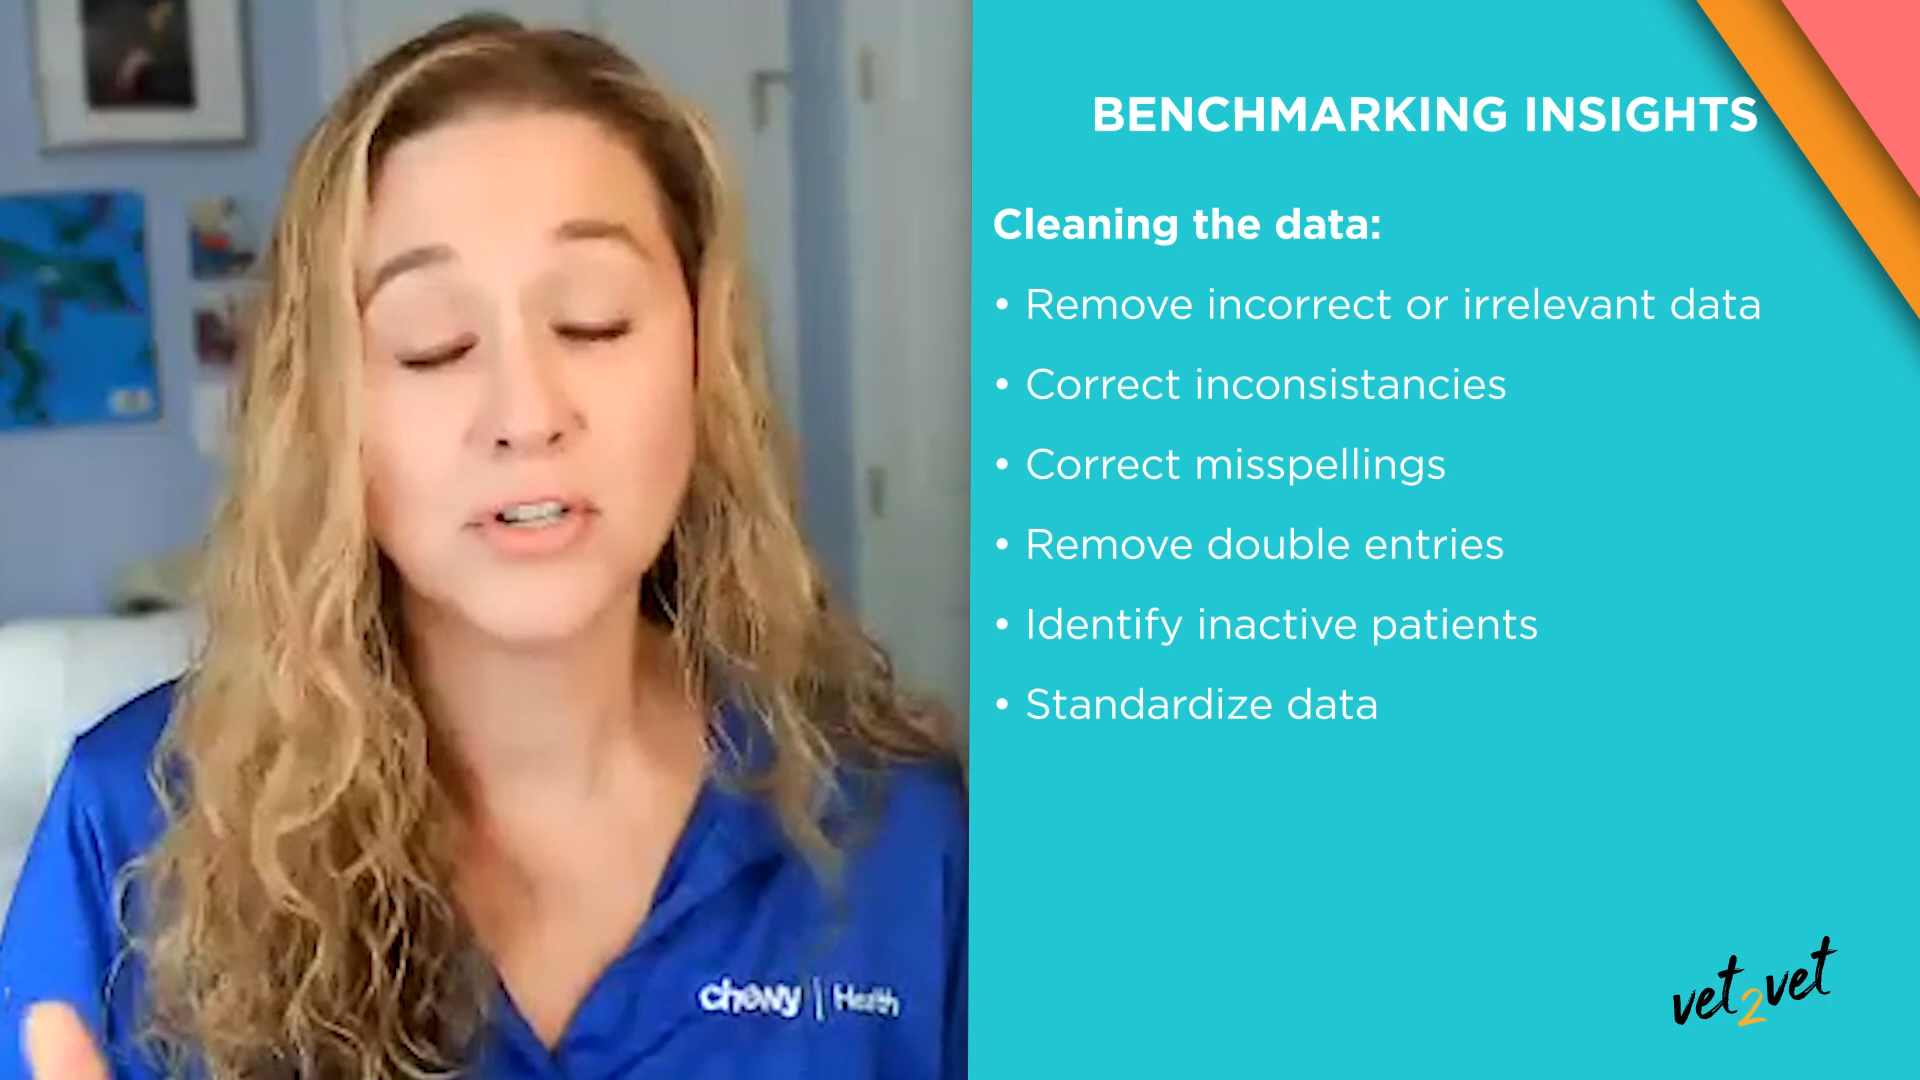 BENCHMARKING INSIGHTS
Cleaning the data:
• Remove incorrect or irrelevant data
• Correct inconsistancies
• Correct misspellings
• Remove double entries
• Identify inactive patients
• Standardize data
chewy | Health
vet2vet